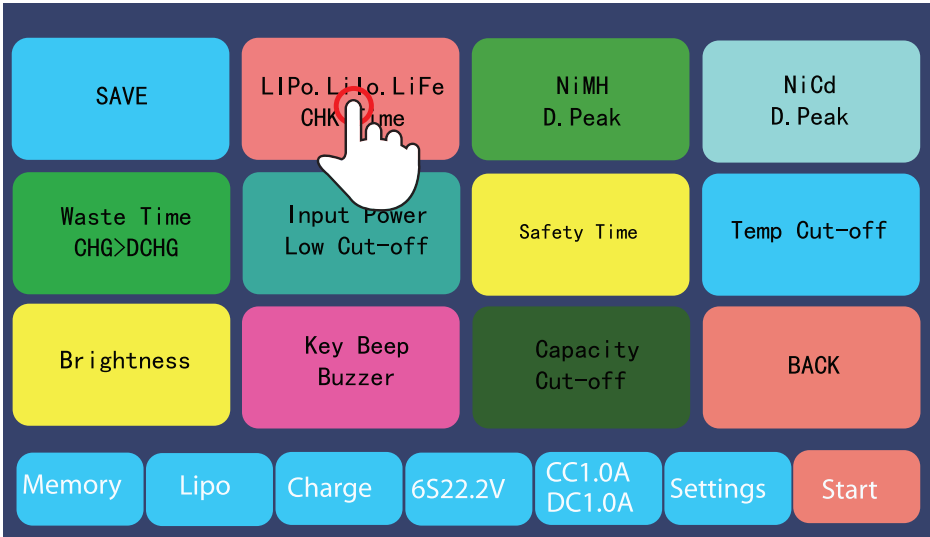 SAVE
LIPo.LiIo.LiFe
CHK Time
NiMH
D.Peak
NiCd
D.Peak
Waste Time
CHG>DCHG
Input Power
Low Cut-off
Safety Time
Temp Cut-off
Brightness
Key Beep
Buzzer
Capacity
Cut-off
BACK
Memory
Lipo
Charge
6S22.2V
CC1.0A
DC1.0A
Settings
Start